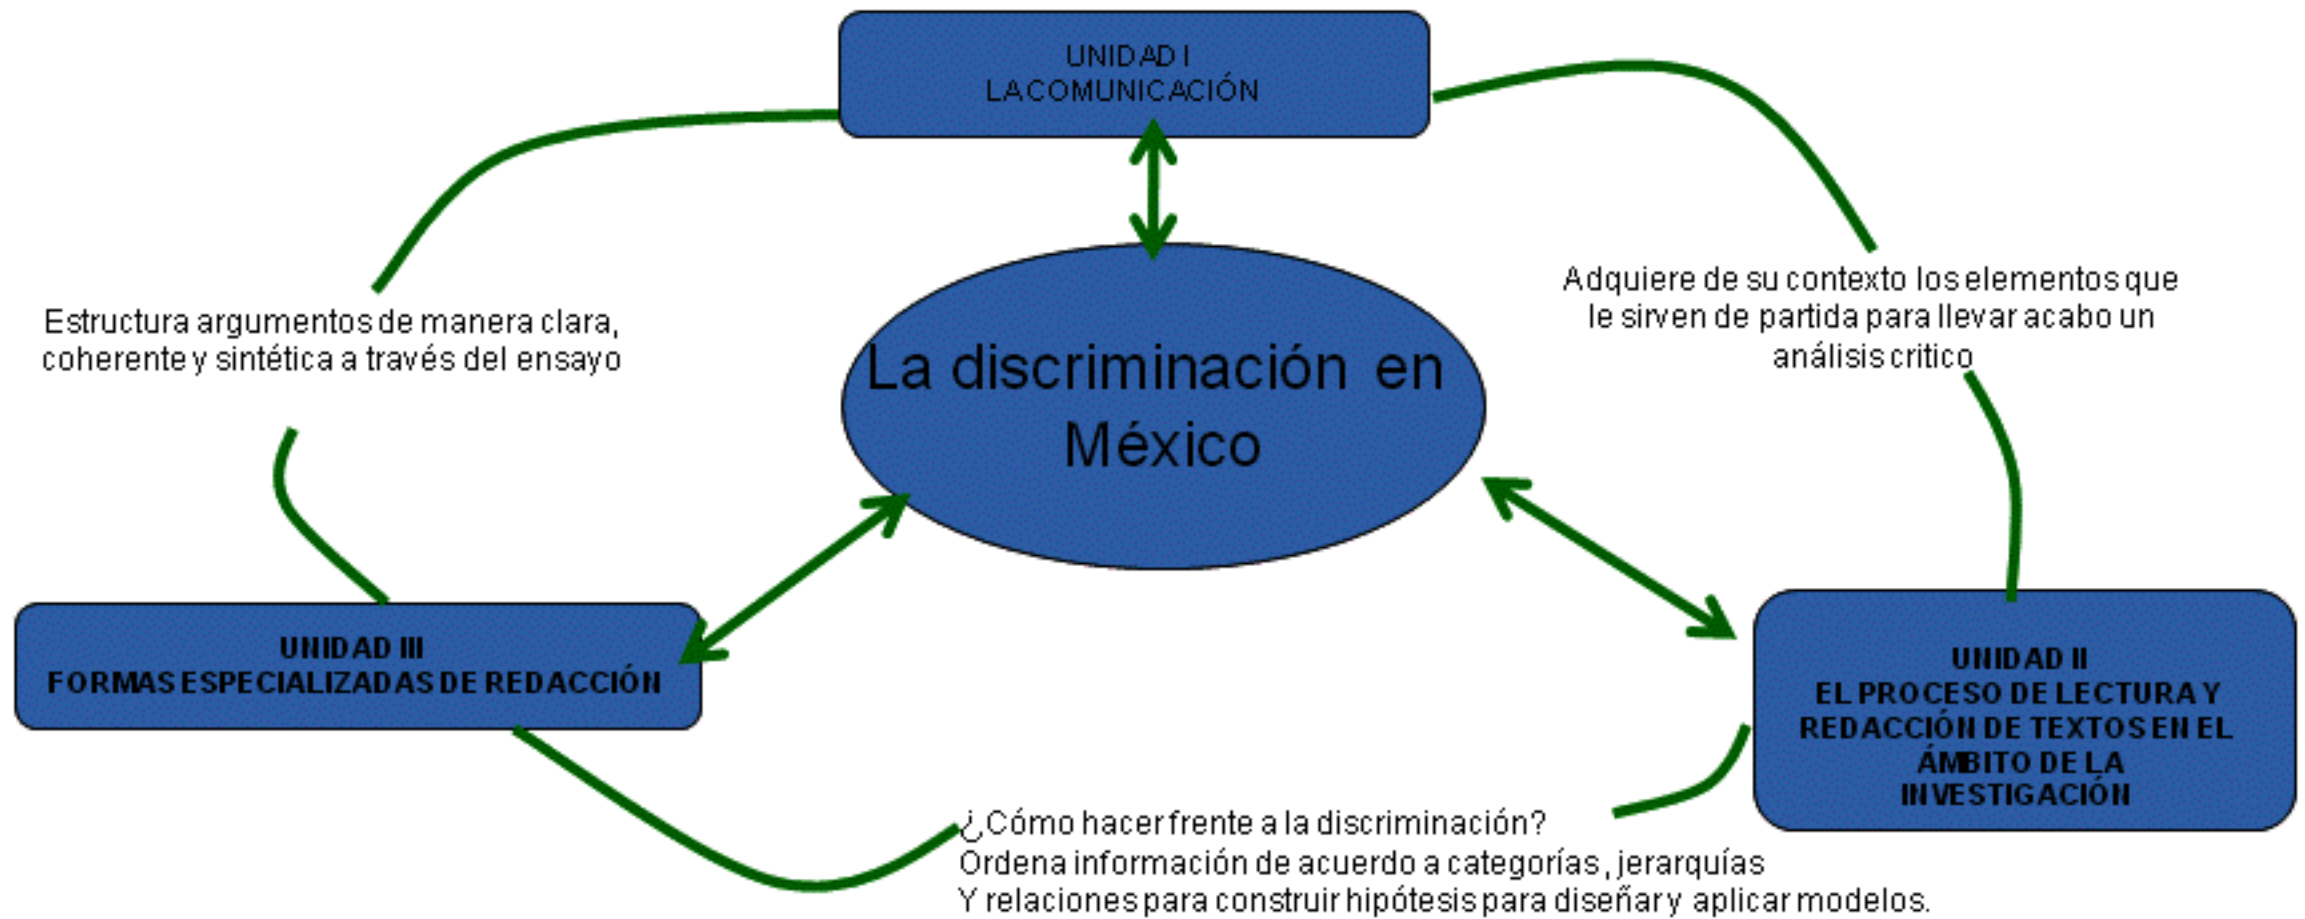 UNIDAD I
LA COMUNICACIÓN
Adquiere de su contexto los elementos que
le sirven de partida para llevar acabo un
análisis critico
Estructura argumentos de manera clara,
coherente y sintética a través del ensayo
La discriminación en
México
UNIDAD III
FORMAS ESPECIALIZADAS DE REDACCIÓN
UNIDAD II
EL PROCESO DE LECTURA Y
REDACCIÓN DE TEXTOS EN EL
ÁMBITO DE LA
INVESTIGACIÓN
¿Cómo hacer frente a la discriminación?
Ordena información de acuerdo a categorías, jerarquías
Y relaciones para construir hipótesis para diseñar y aplicar modelos.